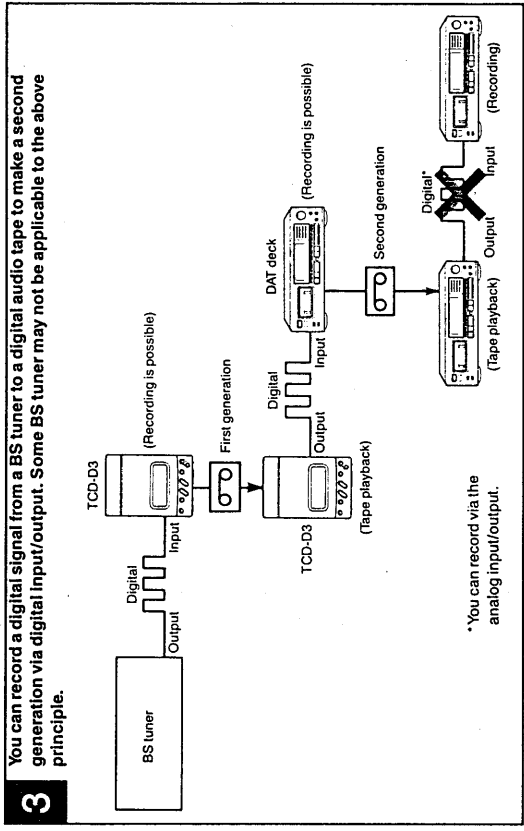 3
You can record a digital signal from a BS tuner to a digital audio tape to make a second
generation via digital input/output. Some BS tuner may not be applicable to the above
principle.
BS tuner
Output
Digital
Input
TCD-D3
(Recording is possible)
First generation
TCD-D3
(Tape playback)
Output
Digital
Input
DAT deck
(Recording is possible)
Second generation
(Tape playback)
Output
Digital*
Input
(Recording)
* You can record via the
analog input/output.